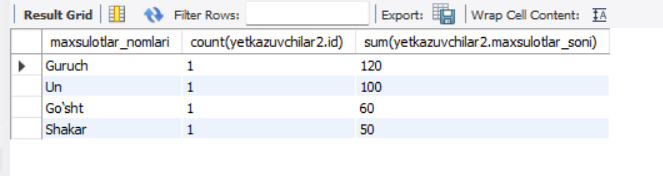 Result Grid Filter Rows: Export: Wrap Cell Content: IA
maxsulotlar_nomlari count(yetkazuvchilar2.id) sum(yetkazuvchilar2.maxsulotlar_soni)
Guruch 1 120
Un 1 100
Go'sht 1 60
Shakar 1 50